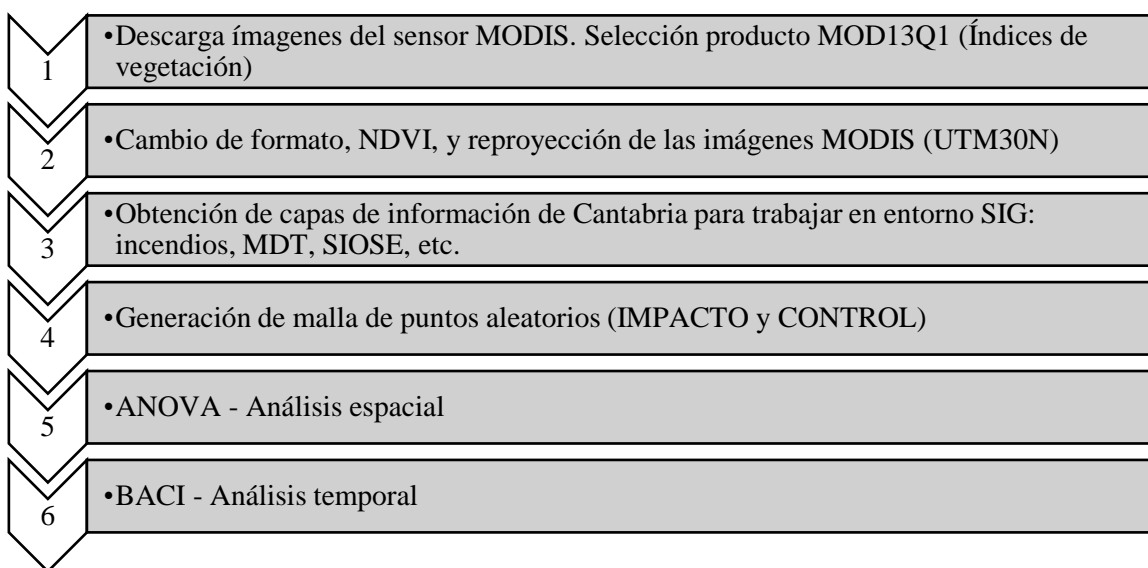 1
•Descarga ímagenes del sensor MODIS. Selección producto MOD13Q1 (Índices de
vegetación)
2
•Cambio de formato, NDVI, y reproyección de las imágenes MODIS (UTM30N)
3
•Obtención de capas de información de Cantabria para trabajar en entorno SIG:
incendios, MDT, SIOSE, etc.
4
•Generación de malla de puntos aleatorios (IMPACTO y CONTROL)
5
•ANOVA - Análisis espacial
6
•BACI - Análisis temporal